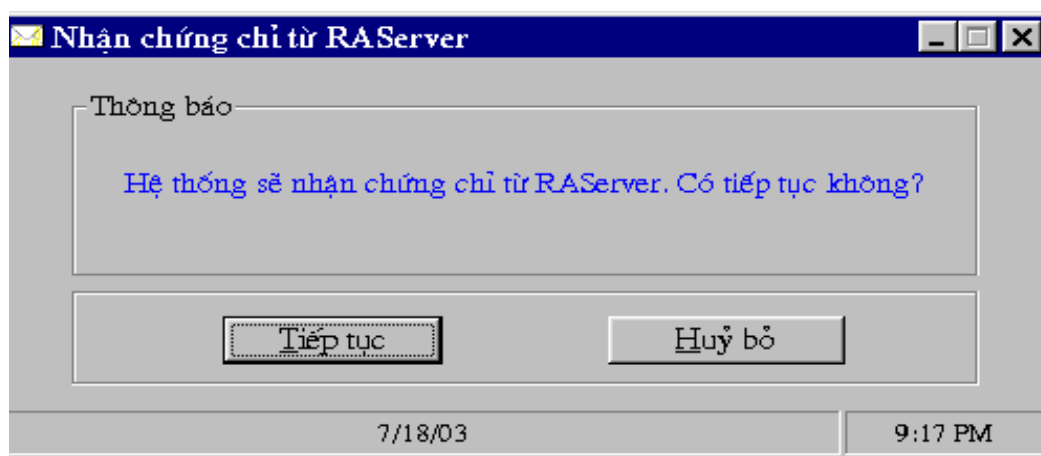 Nhận chứng chỉ từ RAServer
Thông báo
Hệ thống sẽ nhận chứng chỉ từ RAServer. Có tiếp tục không?
Tiếp tục
Huỷ bỏ
7/18/03
9:17 PM